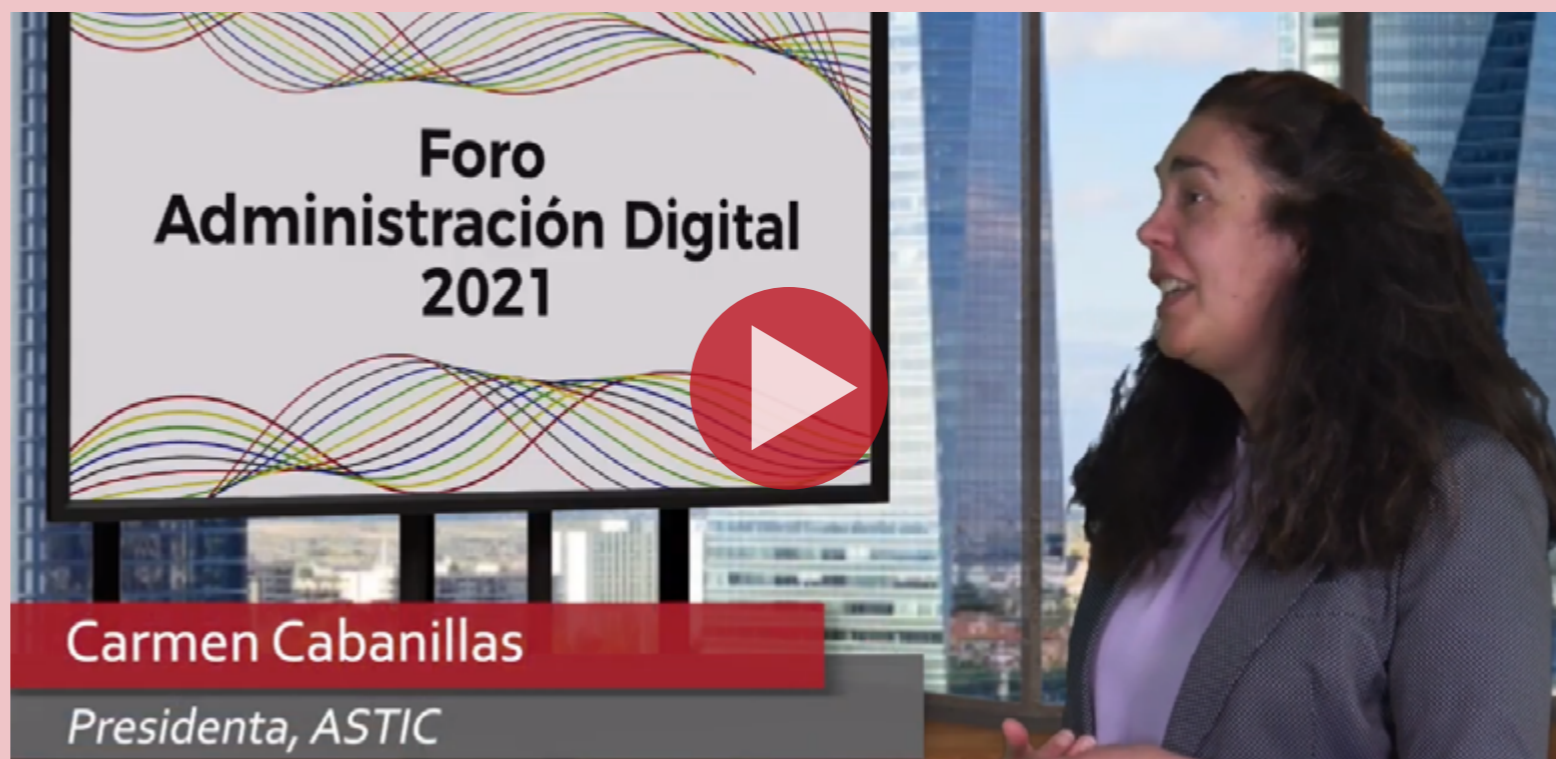 Foro
Administración Digital
2021
Carmen Cabanillas
Presidenta, ASTIC